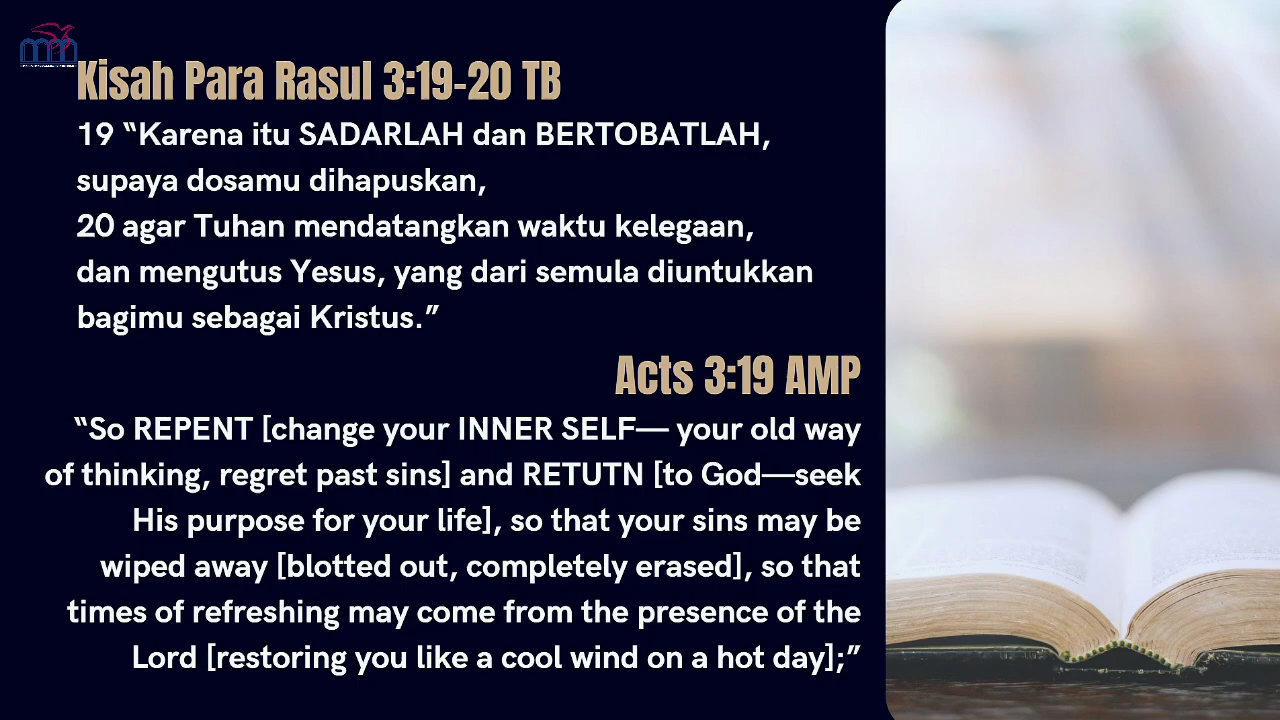 Kisah Para Rasul 3:19-20 TB
19 “Karena itu SADARLAH dan BERTOBATLAH,
supaya dosamu dihapuskan,
20 agar Tuhan mendatangkan waktu kelegaan,
dan mengutus Yesus, yang dari semula diuntukkan
bagimu sebagai Kristus.”
Acts 3:19 AMP
“So REPENT [change your INNER SELF— your old way
of thinking, regret past sins] and RETUTN [to God—seek
His purpose for your life], so that your sins may be
wiped away [blotted out, completely erased], so that
times of refreshing may come from the presence of the
Lord [restoring you like a cool wind on a hot day];”